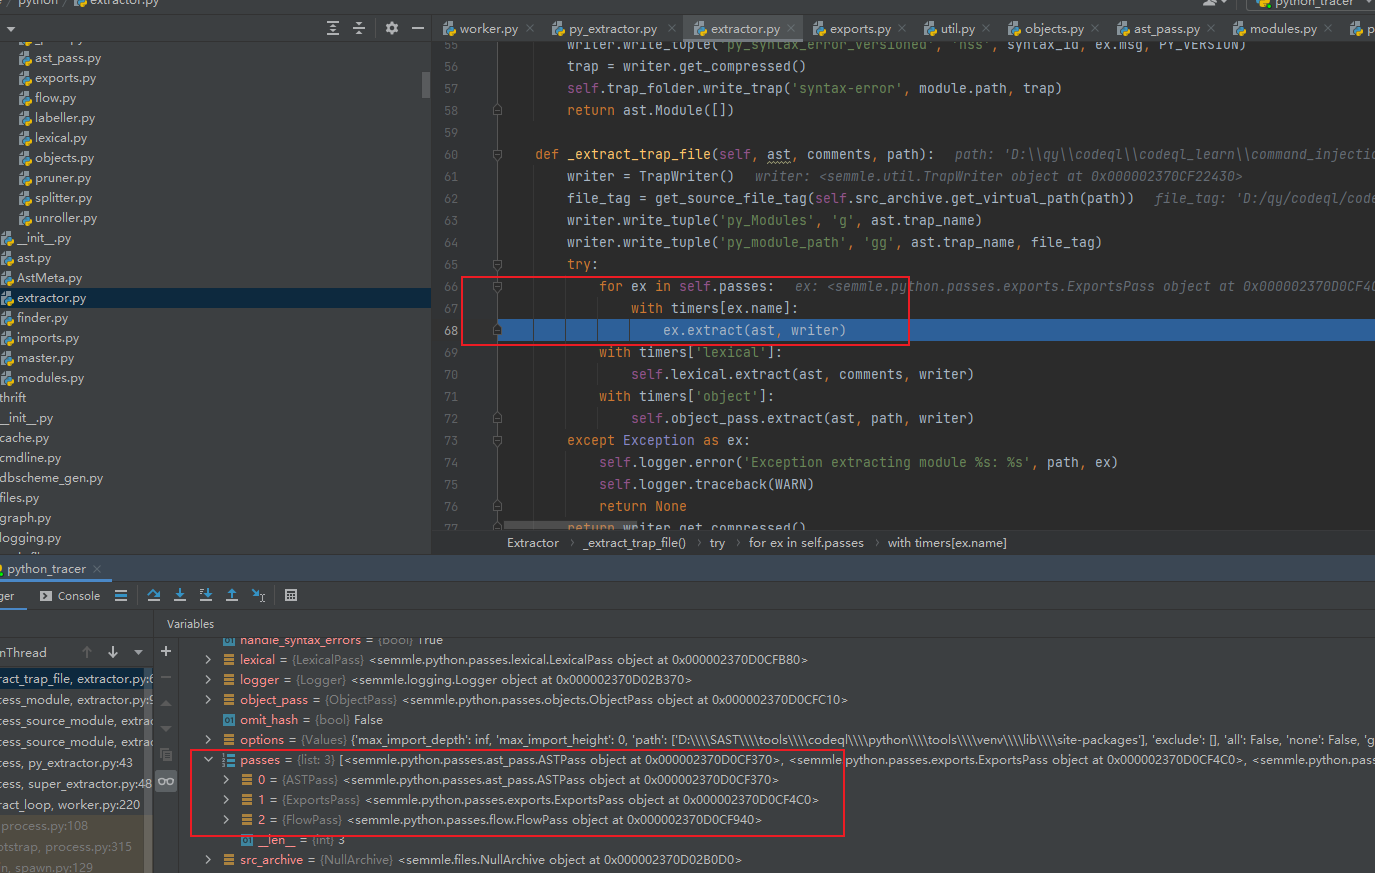 python
extractor.py
python_tracer
worker.py
py_extractor.py
extractor.py
exports.py
util.py
objects.py
ast_pass.py
modules.py
ast_pass.py
exports.py
flow.py
labeller.py
lexical.py
objects.py
pruner.py
splitter.py
unroller.py
__init__.py
ast.py
AstMeta.py
extractor.py
finder.py
imports.py
master.py
modules.py
thrift
__init__.py
cache.py
cmdline.py
dbscheme_gen.py
files.py
graph.py
logging.py
55 writer.write_tuple('py_syntax_error_versioned', 'nss', syntax_id, ex.msg, PY_VERSION)
56 trap = writer.get_compressed()
57 self.trap_folder.write_trap('syntax-error', module.path, trap)
58 return ast.Module([])
59
60 def _extract_trap_file(self, ast, comments, path): path: 'D:\\qy\\codeql\\codeql_learn\\command_injectio
61 writer = TrapWriter() writer: <semmle.util.TrapWriter object at 0x000002370CF22430>
62 file_tag = get_source_file_tag(self.src_archive.get_virtual_path(path)) file_tag: 'D:/qy/codeql/code
63 writer.write_tuple('py_Modules', 'g', ast.trap_name)
64 writer.write_tuple('py_module_path', 'gg', ast.trap_name, file_tag)
65 try:
66 for ex in self.passes: ex: <semmle.python.passes.exports.ExportsPass object at 0x000002370D0CF4C0
67 with timers[ex.name]:
68 ex.extract(ast, writer)
69 with timers['lexical']:
70 self.lexical.extract(ast, comments, writer)
71 with timers['object']:
72 self.object_pass.extract(ast, path, writer)
73 except Exception as ex:
74 self.logger.error('Exception extracting module %s: %s', path, ex)
75 self.logger.traceback(WARN)
76 return None
77 return writer.get_compressed()
Extractor › _extract_trap_file() › try › for ex in self.passes › with timers[ex.name]
python_tracer
ger Console
Variables
nThread
ract_trap_file, extractor.py:6
cess_module, extractor.py:9
cess_source_module, extrac
cess_source_module, extrac
cess, py_extractor.py:43
cess, super_extractor.py:48
ract_loop, worker.py:220
process.py:108
otstrap, process.py:315
n, spawn.py:129
handle_syntax_errors = {bool} True
lexical = {LexicalPass} <semmle.python.passes.lexical.LexicalPass object at 0x000002370D0CFB80>
logger = {Logger} <semmle.logging.Logger object at 0x000002370D02B370>
object_pass = {ObjectPass} <semmle.python.passes.objects.ObjectPass object at 0x000002370D0CFC10>
omit_hash = {bool} False
options = {Values} {'max_import_depth': inf, 'max_import_height': 0, 'path': ['D:\\\\SAST\\\\tools\\\\codeql\\\\python\\\\tools\\\\venv\\\\lib\\\\site-packages'], 'exclude': [], 'all': False, 'none': False, 'g
passes = {list: 3} [<semmle.python.passes.ast_pass.ASTPass object at 0x000002370D0CF370>, <semmle.python.passes.exports.ExportsPass object at 0x000002370D0CF4C0>, <semmle.python.pass
0 = {ASTPass} <semmle.python.passes.ast_pass.ASTPass object at 0x000002370D0CF370>
1 = {ExportsPass} <semmle.python.passes.exports.ExportsPass object at 0x000002370D0CF4C0>
2 = {FlowPass} <semmle.python.passes.flow.FlowPass object at 0x000002370D0CF940>
__len__ = {int} 3
src_archive = {NullArchive} <semmle.files.NullArchive object at 0x000002370D02B0D0>